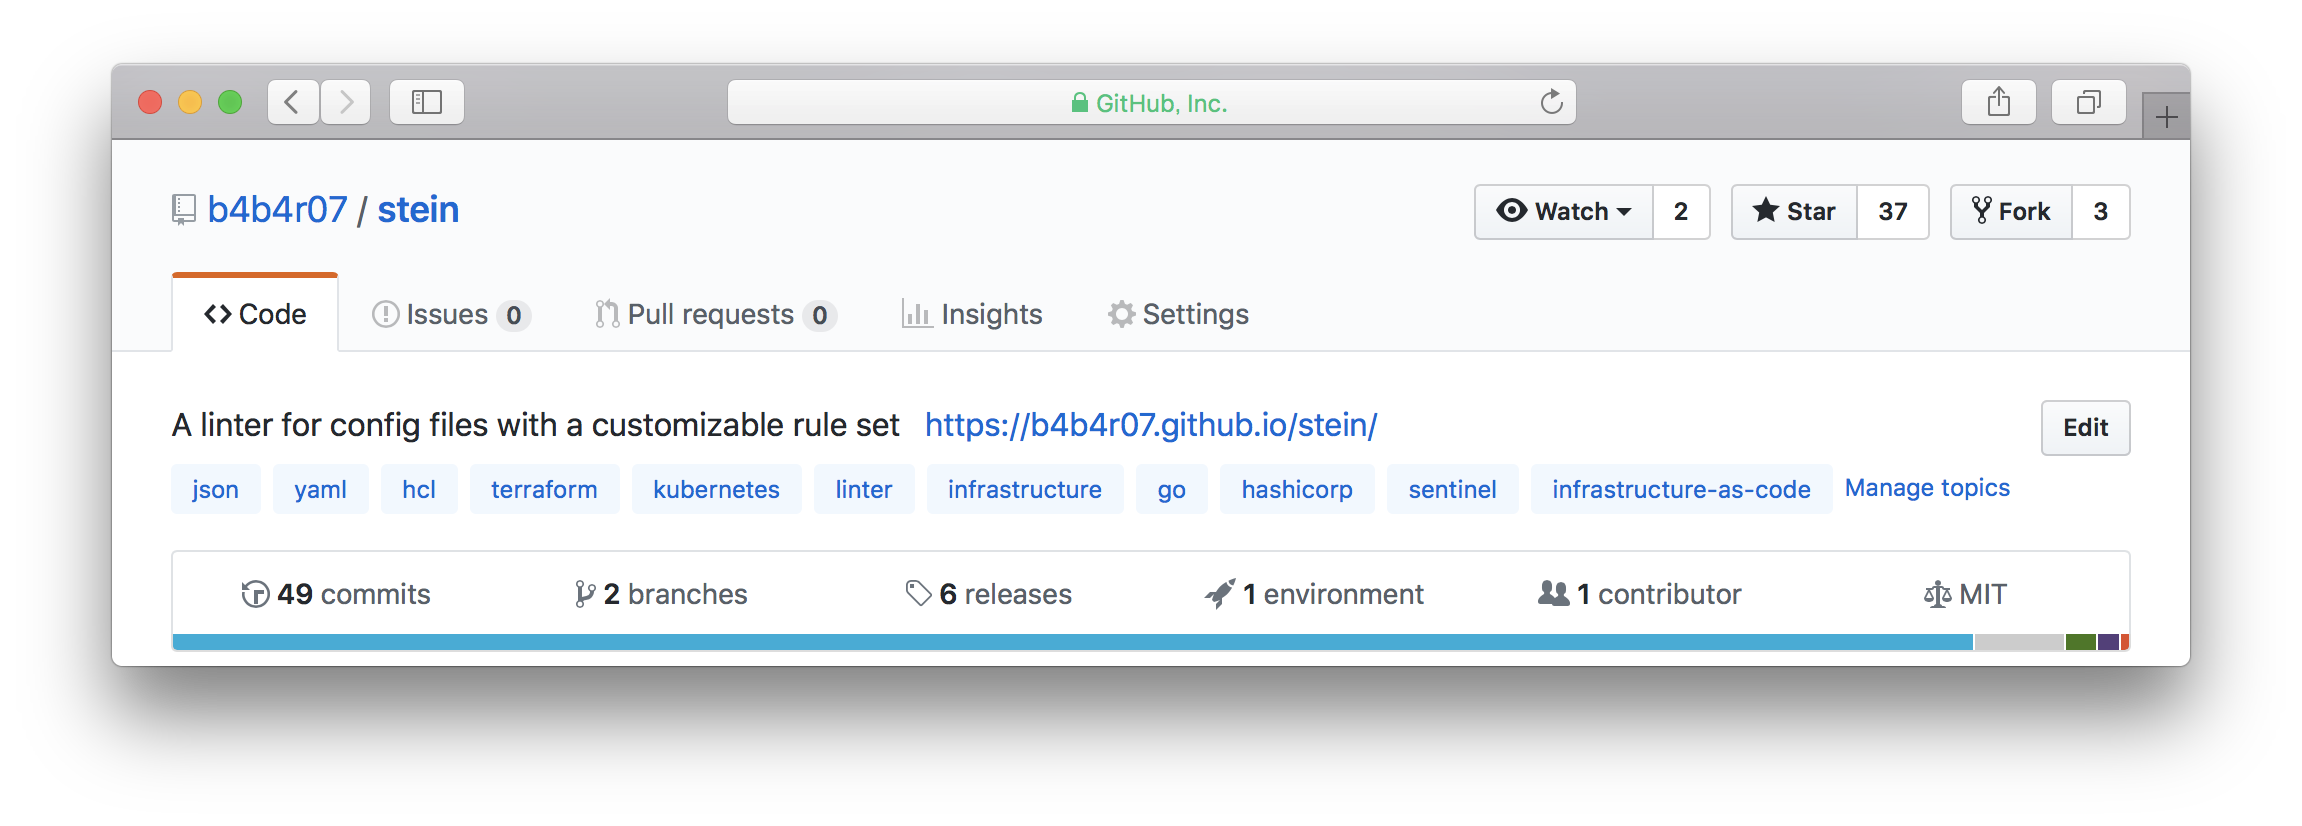 GitHub, Inc.
b4b4r07 / stein
Watch 2 Star 37 Fork 3
Code Issues 0 Pull requests 0 Insights Settings
A linter for config files with a customizable rule set https://b4b4r07.github.io/stein/ Edit
json yaml hcl terraform kubernetes linter infrastructure go hashicorp sentinel infrastructure-as-code Manage topics
49 commits 2 branches 6 releases 1 environment 1 contributor MIT